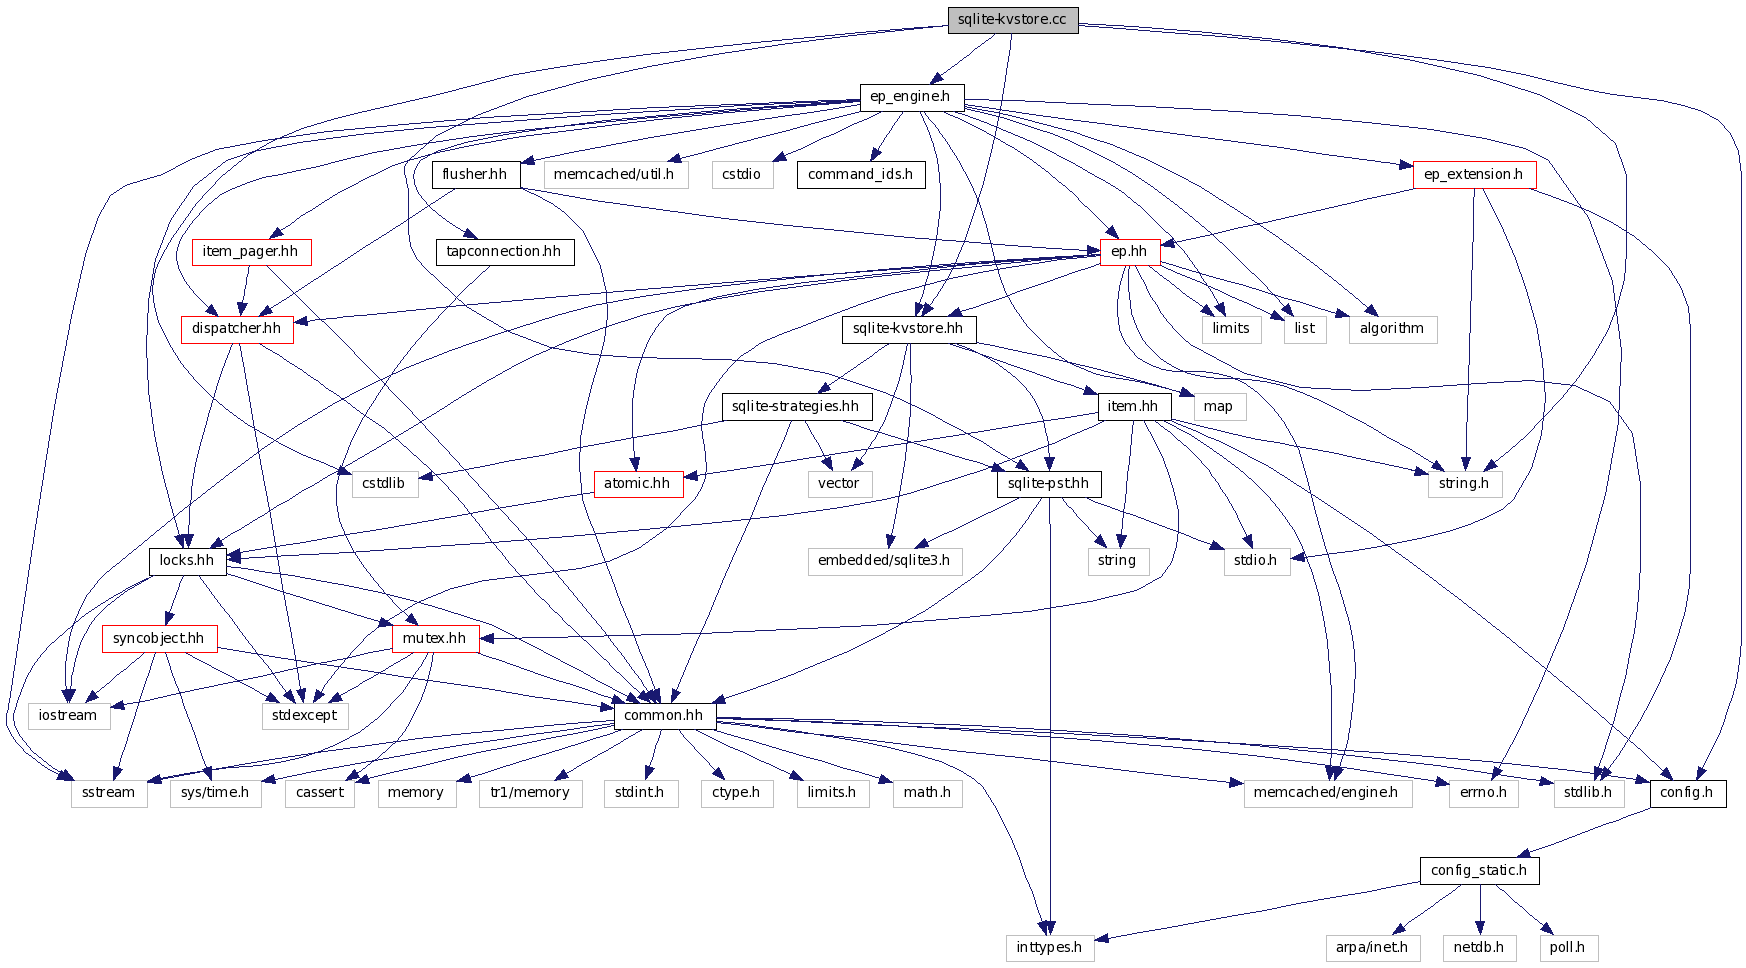 sqlite-kvstore.cc
ep_engine.h
flusher.hh
memcached/util.h
cstdio
command_ids.h
ep_extension.h
item_pager.hh
tapconnection.hh
ep.hh
dispatcher.hh
sqlite-kvstore.hh
limits
list
algorithm
sqlite-strategies.hh
item.hh
map
cstdlib
atomic.hh
vector
sqlite-pst.hh
string.h
locks.hh
embedded/sqlite3.h
string
stdio.h
syncobject.hh
mutex.hh
iostream
stdexcept
common.hh
sstream
sys/time.h
cassert
memory
tr1/memory
stdint.h
ctype.h
limits.h
math.h
memcached/engine.h
errno.h
stdlib.h
config.h
config_static.h
inttypes.h
arpa/inet.h
netdb.h
poll.h